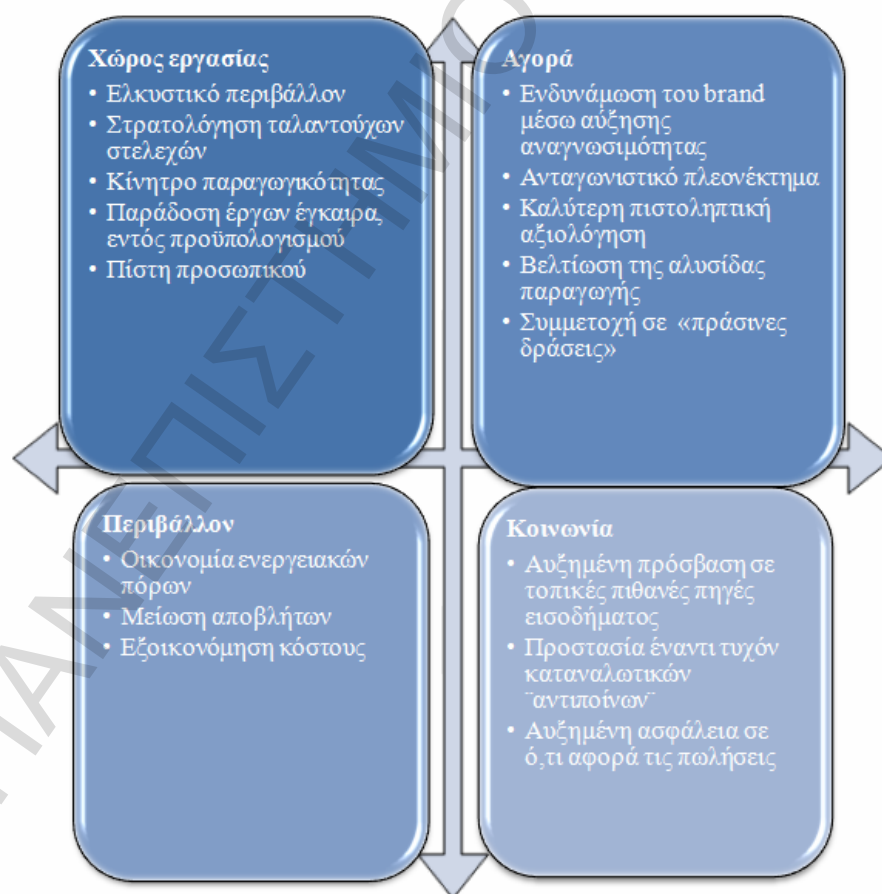 Χώρος εργασίας
• Ελκυστικό περιβάλλον
• Στρατολόγηση ταλαντούχων
στελεχών
• Κίνητρο παραγωγικότητας
• Παράδοση έργων έγκαιρα,
εντός προϋπολογισμού
• Πίστη προσωπικού
Αγορά
• Ενδυνάμωση του brand
μέσω αύξησης
αναγνωσιμότητας
• Ανταγωνιστικό πλεονέκτημα
• Καλύτερη πιστοληπτική
αξιολόγηση
• Βελτίωση της αλυσίδας
παραγωγής
• Συμμετοχή σε «πράσινες
δράσεις»
Περιβάλλον
• Οικονομία ενεργειακών
πόρων
• Μείωση αποβλήτων
• Εξοικονόμηση κόστους
Κοινωνία
• Αυξημένη πρόσβαση σε
τοπικές πιθανές πηγές
εισοδήματος
• Προστασία έναντι τυχόν
καταναλωτικών
¨αντιποίνων¨
• Αυξημένη ασφάλεια σε
ό,τι αφορά τις πωλήσεις
ΠΑΝΕΠΙΣΤΗΜΙΟ